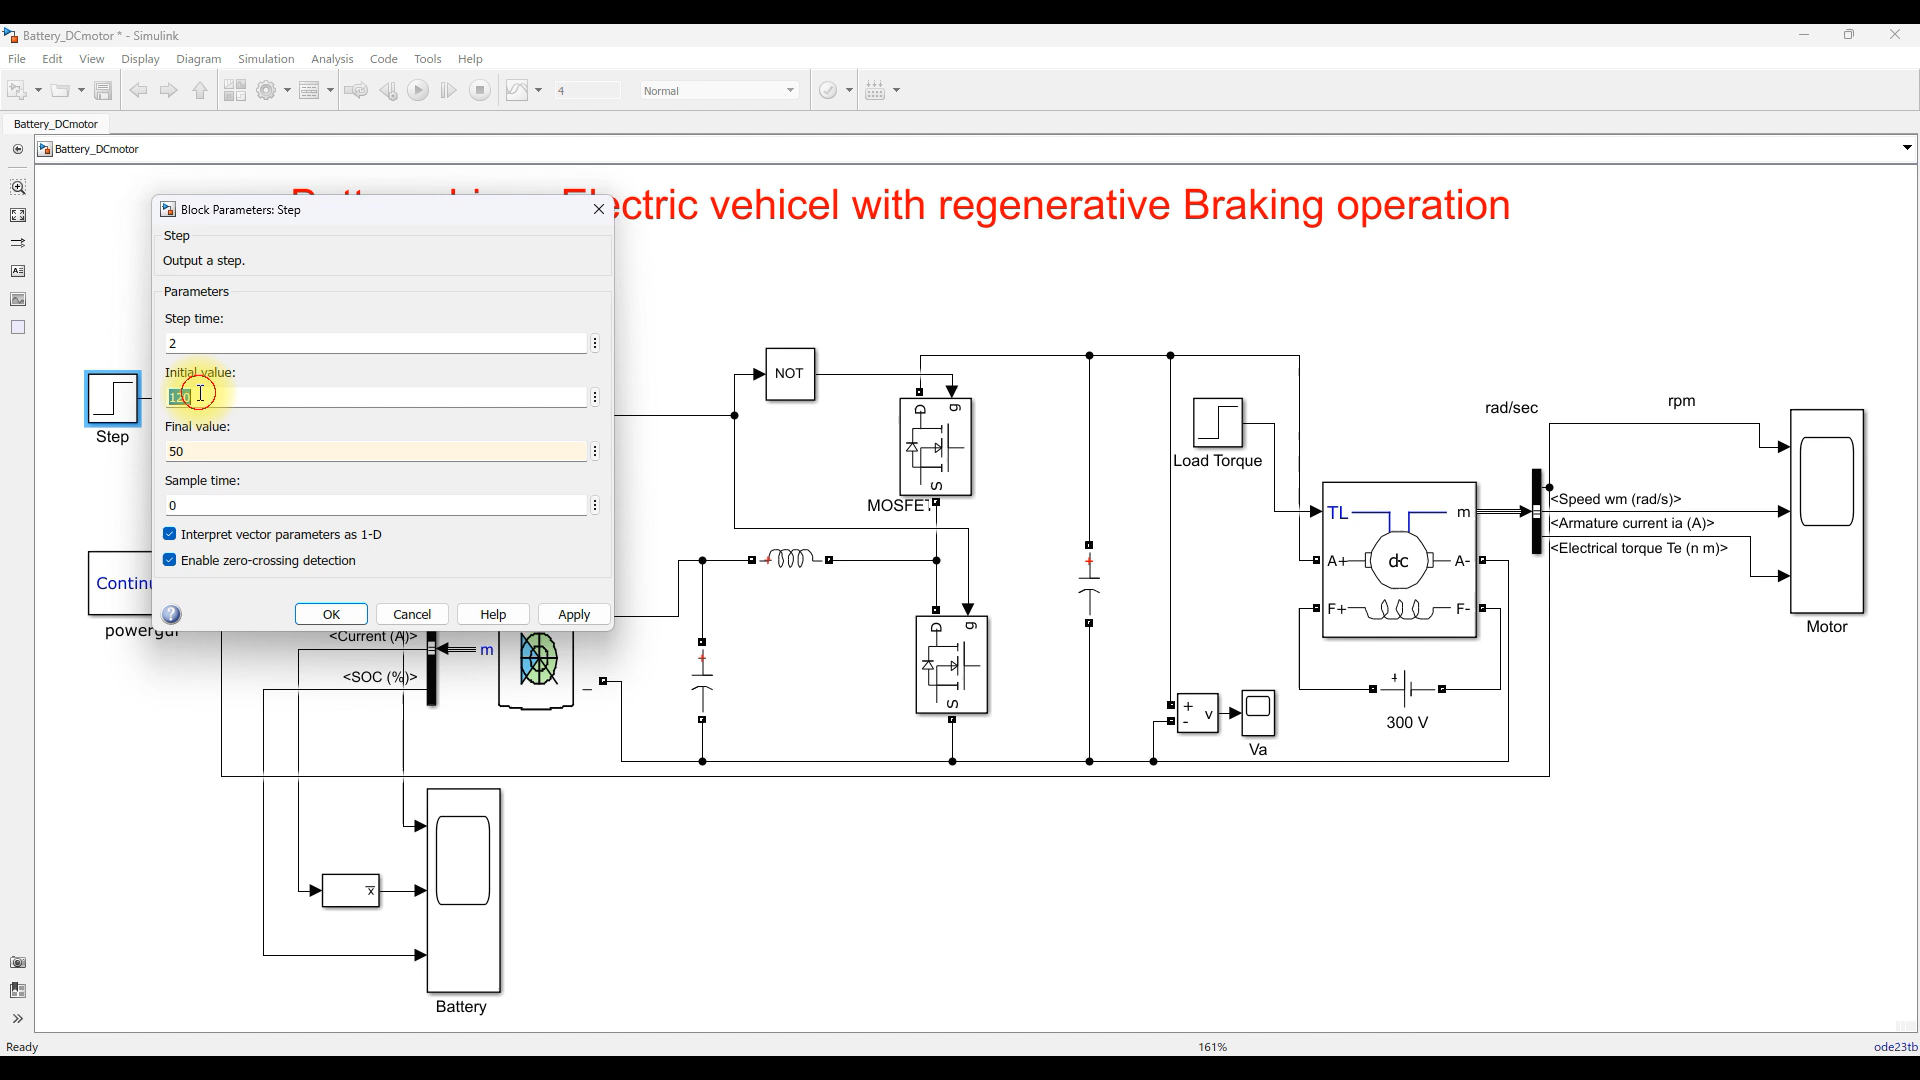 Battery_DCmotor * - Simulink
File Edit View Display Diagram Simulation Analysis Code Tools Help
4 Normal
Battery_DCmotor
Battery_DCmotor
ectric vehicel with regenerative Braking operation
Block Parameters: Step
Step
Output a step.
Parameters
Step time:
2
Initial value:
120
Final value:
50
Sample time:
0
Interpret vector parameters as 1-D
Enable zero-crossing detection
OK Cancel Help Apply
Step
Continu
powergui
NOT
D g
S
MOSFET
D g
S
Load Torque
rad/sec
rpm
TL m
A+ dc A-
F+ F-
<Speed wm (rad/s)>
<Armature current ia (A)>
<Electrical torque Te (n m)>
Motor
300 V
+ v
-
Va
<Current (A)>
m
<SOC (%)>
x
Battery
Ready 161% ode23tb